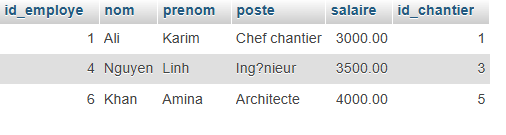 id_employe nom prenom poste salaire id_chantier
1 Ali Karim Chef chantier 3000.00 1
4 Nguyen Linh Ing?nieur 3500.00 3
6 Khan Amina Architecte 4000.00 5